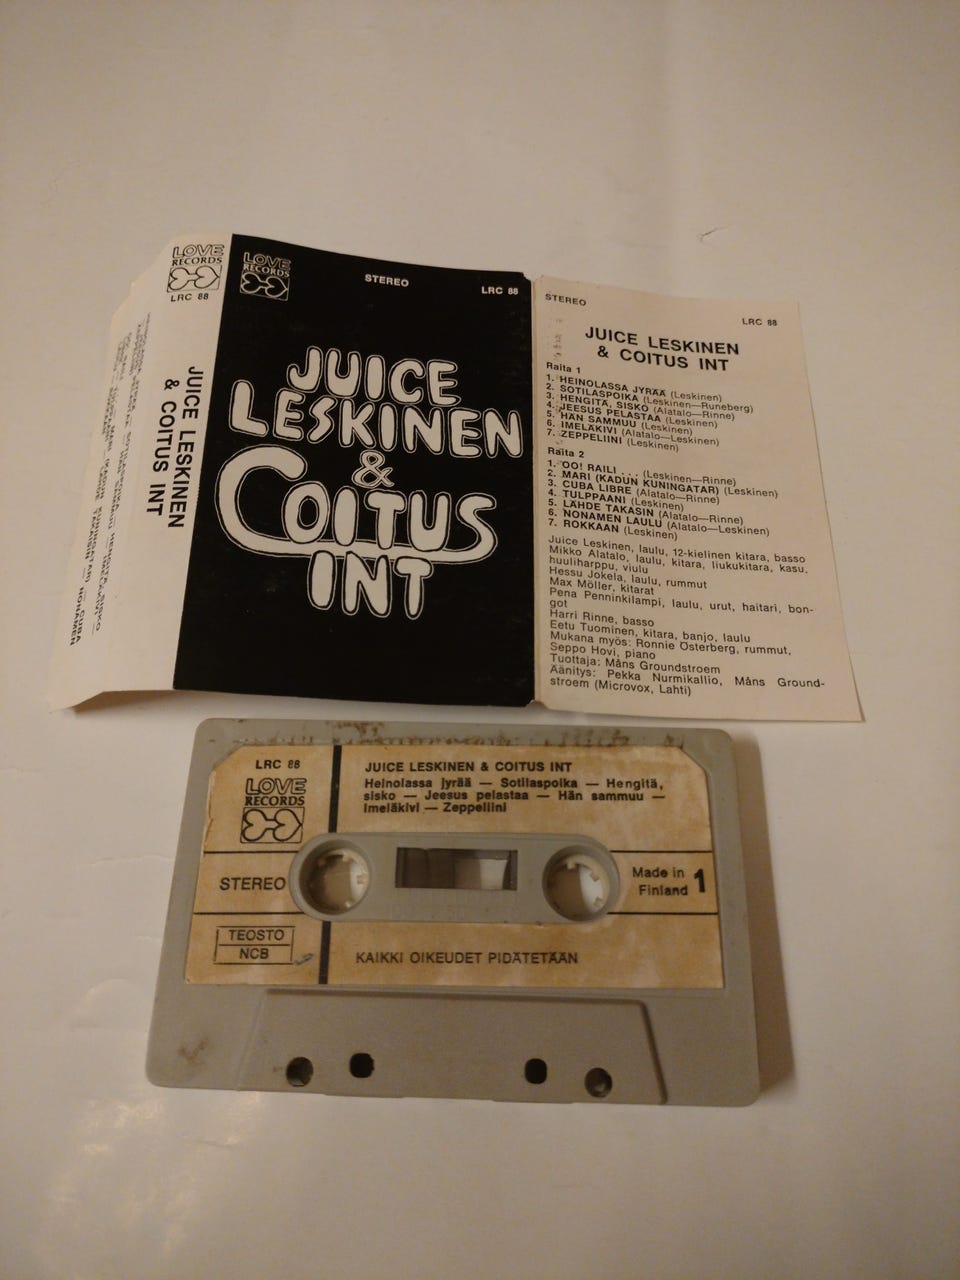 LOVE
RECORDS
LRC 88
JUICE LESKINEN
& COITUS INT
LOVE
RECORDS
STEREO
LRC 88
JUICE
LESKINEN
&
COITUS
INT
STEREO
LRC 88
JUICE LESKINEN
& COITUS INT
Raita 1
1. HEINOLASSA JYRÄÄ (Leskinen)
2. SOTILASPOIKA (Leskinen—Runeberg)
3. HENGITÄ, SISKO (Alatalo—Rinne)
4. JEESUS PELASTAA (Leskinen)
5. HÄN SAMMUU (Leskinen)
6. IMELÄKIVI (Alatalo—Leskinen)
7. ZEPPELIINI (Leskinen)
Raita 2
1. OO! RAILI . . . (Leskinen—Rinne)
2. MARI (KADUN KUNINGATAR) (Leskinen)
3. CUBA LIBRE (Alatalo—Rinne)
4. TULPPAANI (Leskinen)
5. LÄHDE TAKASIN (Alatalo—Rinne)
6. NONAMEN LAULU (Alatalo—Leskinen)
7. ROKKAAN (Leskinen)
Juice Leskinen, laulu, 12-kielinen kitara, basso
Mikko Alatalo, laulu, kitara, liukukitara, kasu,
huuliharppu, viulu
Hessu Jokela, laulu, rummut
Max Möller, kitarat
Pena Penninkilampi, laulu, urut, haitari, bon-
got
Harri Rinne, basso
Eetu Tuominen, kitara, banjo, laulu
Mukana myös: Ronnie Österberg, rummut,
Seppo Hovi, piano
Tuottaja: Måns Groundstroem
Äänitys: Pekka Nurmikallio, Måns Ground-
stroem (Microvox, Lahti)
LRC 88
LOVE
RECORDS
JUICE LESKINEN & COITUS INT
Heinolassa jyrää — Sotilaspoika — Hengitä,
sisko — Jeesus pelastaa — Hän sammuu —
Imeläkivi — Zeppeliini
STEREO
Made in
Finland
1
TEOSTO
NCB
KAIKKI OIKEUDET PIDÄTETÄÄN